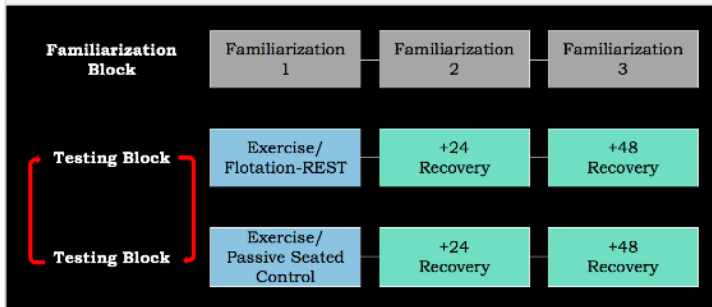 Familiarization
Block
Familiarization
1
Familiarization
2
Familiarization
3
Testing Block
Exercise/
Flotation-REST
+24
Recovery
+48
Recovery
Testing Block
Exercise/
Passive Seated
Control
+24
Recovery
+48
Recovery